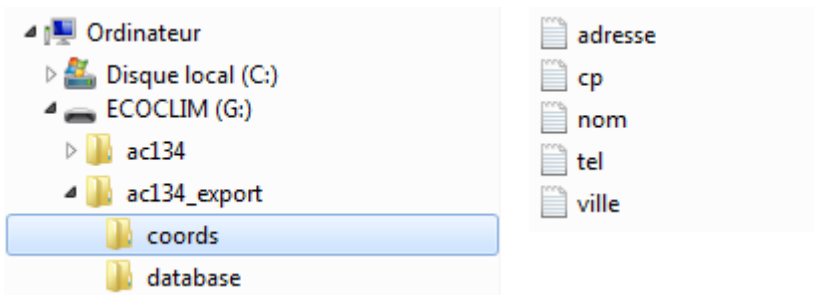 Ordinateur
Disque local (C:)
ECOCLIM (G:)
ac134
ac134_export
coords
database
adresse
cp
nom
tel
ville